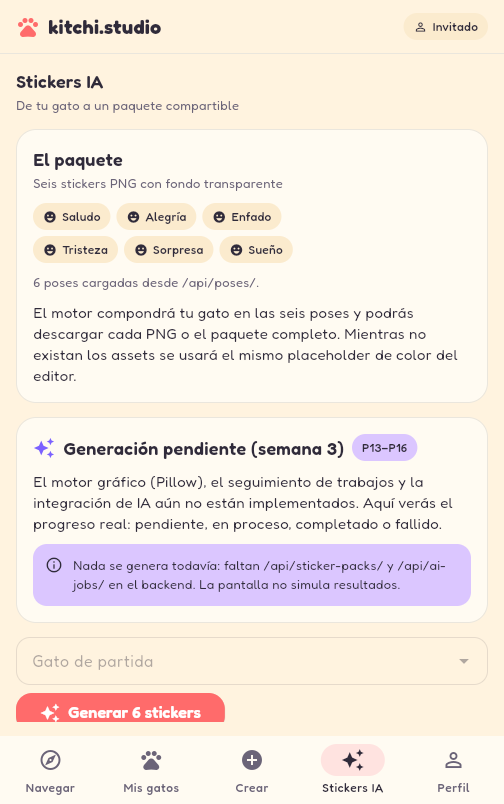 kitchi.studio
Invitado
Stickers IA
De tu gato a un paquete compartible
El paquete
Seis stickers PNG con fondo transparente
Saludo
Alegría
Enfado
Tristeza
Sorpresa
Sueño
6 poses cargadas desde /api/poses/.
El motor compondrá tu gato en las seis poses y podrás
descargar cada PNG o el paquete completo. Mientras no
existan los assets se usará el mismo placeholder de color del
editor.
Generación pendiente (semana 3)
P13–P16
El motor gráfico (Pillow), el seguimiento de trabajos y la
integración de IA aún no están implementados. Aquí verás el
progreso real: pendiente, en proceso, completado o fallido.
Nada se genera todavía: faltan /api/sticker-packs/ y /api/ai-
jobs/ en el backend. La pantalla no simula resultados.
Gato de partida
Generar 6 stickers
Navegar
Mis gatos
Crear
Stickers IA
Perfil